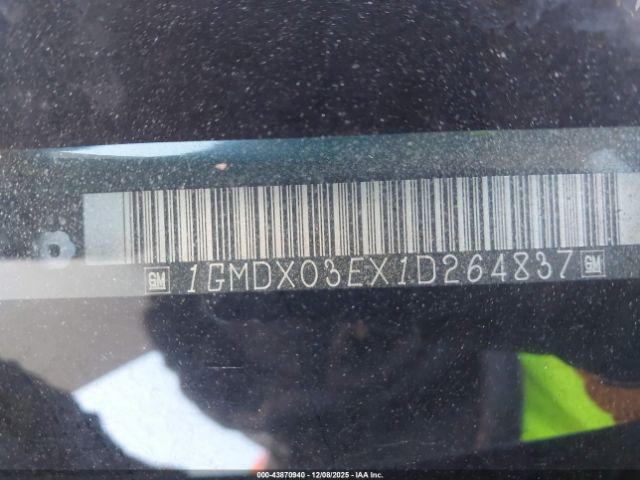 GM 1GMDX03EX1D264837 GM
000-43870940 - 12/08/2025 - IAA Inc.